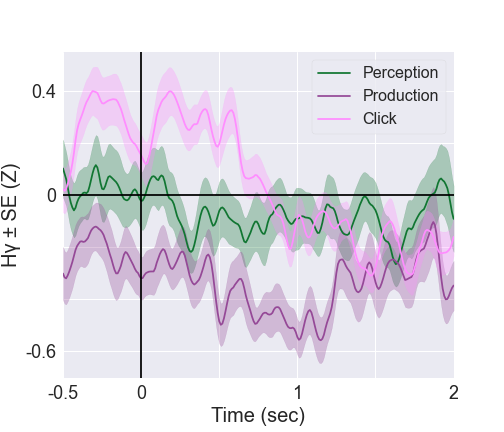 Perception
Production
Click
0.4
0
-0.6
Hγ ± SE (Z)
-0.5
0
1
2
Time (sec)